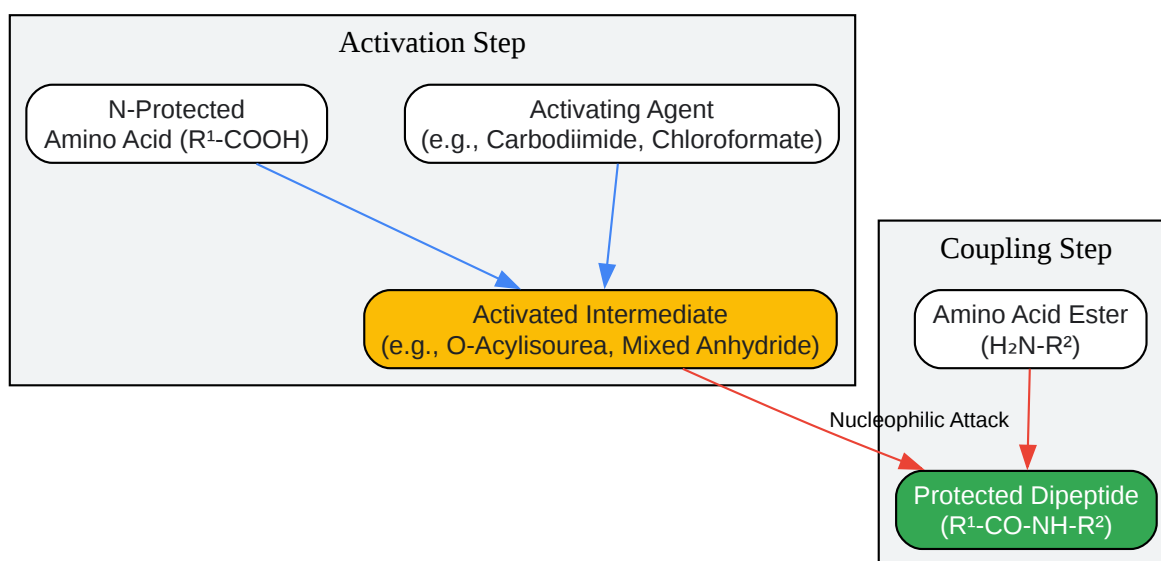 Activation Step
N-Protected
Amino Acid (R¹-COOH)
Activating Agent
(e.g., Carbodiimide, Chloroformate)
Activated Intermediate
(e.g., O-Acylisourea, Mixed Anhydride)
Coupling Step
Amino Acid Ester
(H₂N-R²)
Nucleophilic Attack
Protected Dipeptide
(R¹-CO-NH-R²)